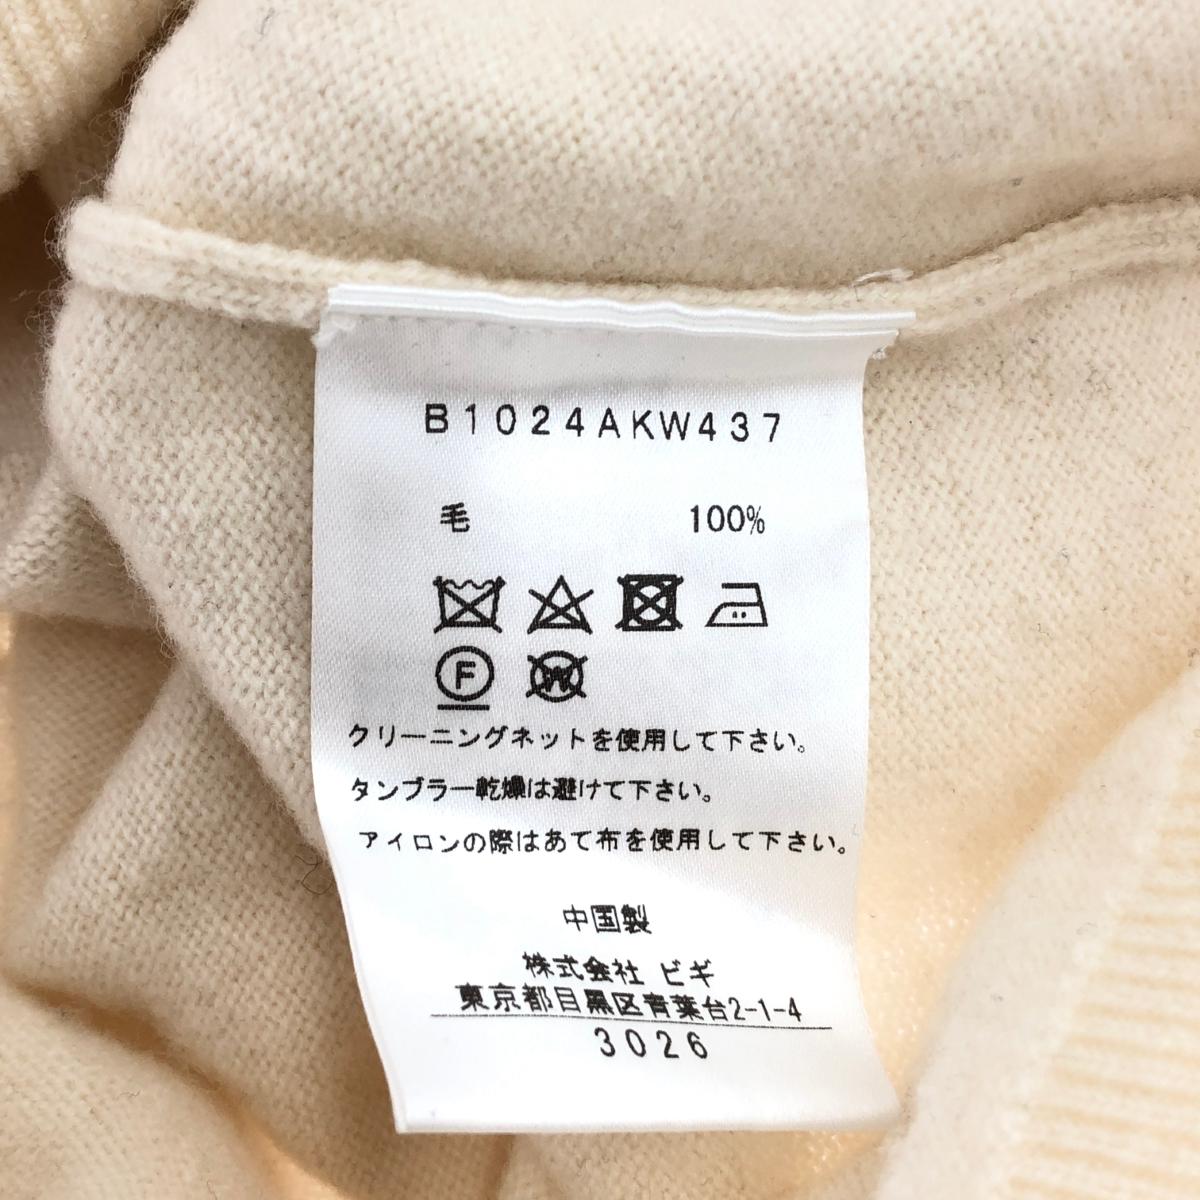 B1024AKW437
毛 100%
F W
クリーニングネットを使用して下さい。
タンブラー乾燥は避けて下さい。
アイロンの際はあて布を使用して下さい。
中国製
株式会社 ビギ
東京都目黒区青葉台2-1-4
3026